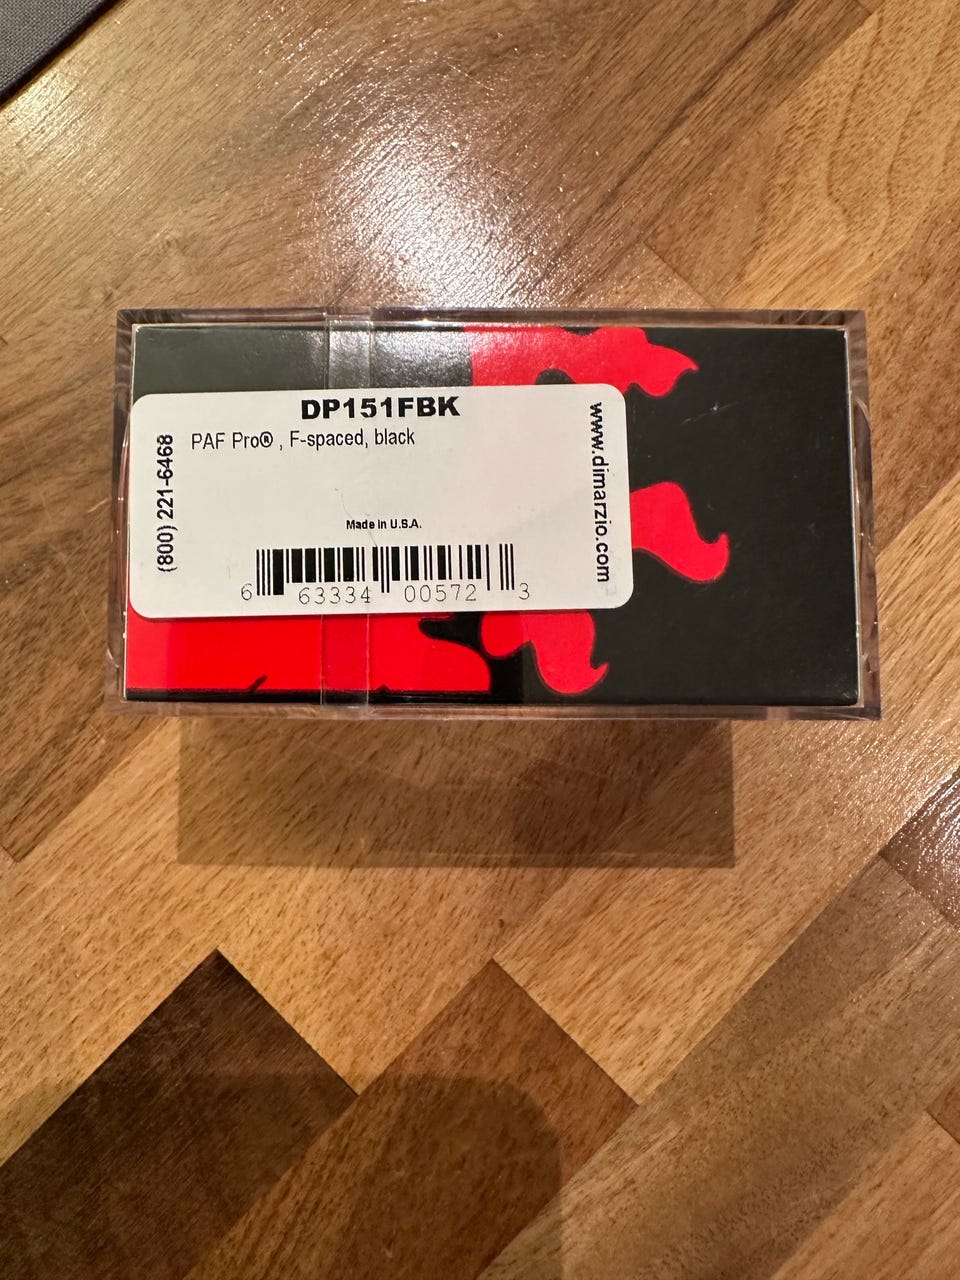 DP151FBK
PAF Pro® , F-spaced, black
(800) 221-6468
www.dimarzio.com
Made in U.S.A.
6 63334 00572 3